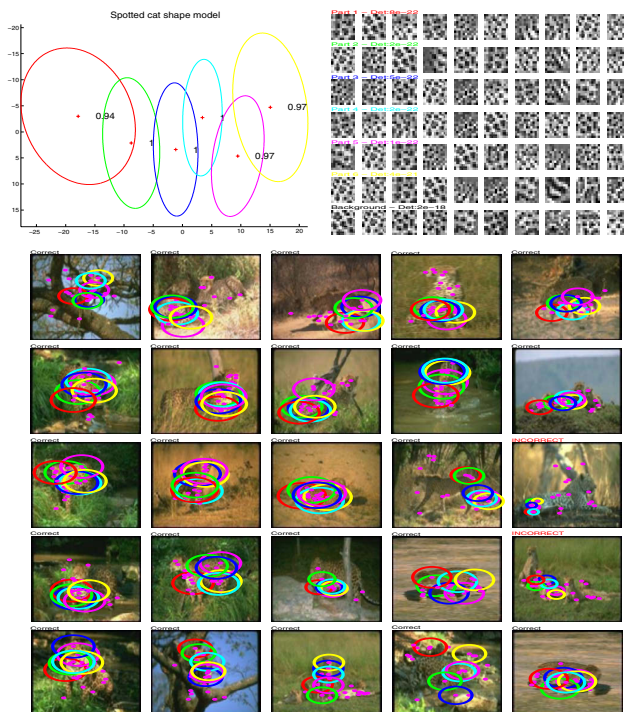 Spotted cat shape model
−20
−15
−10
−5
0
5
10
15
−25 −20 −15 −10 −5 0 5 10 15 20
0.94
1
1
1
0.97
0.97
Part 1 − Det:8e−22
Part 2 − Det:2e−22
Part 3 − Det:5e−22
Part 4 − Det:2e−22
Part 5 − Det:1e−22
Background − Det:2e−18
Correct Correct Correct Correct Correct
Correct Correct Correct Correct Correct
Correct Correct Correct Correct INCORRECT
Correct Correct Correct Correct INCORRECT
Correct Correct Correct Correct Correct